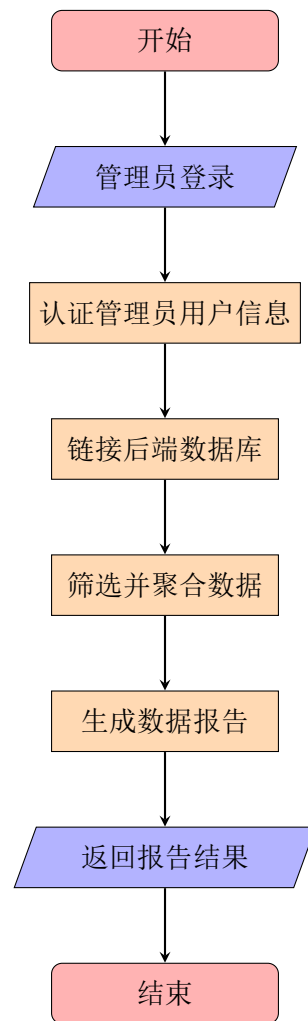 开始
管理员登录
认证管理员用户信息
链接后端数据库
筛选并聚合数据
生成数据报告
返回报告结果
结束